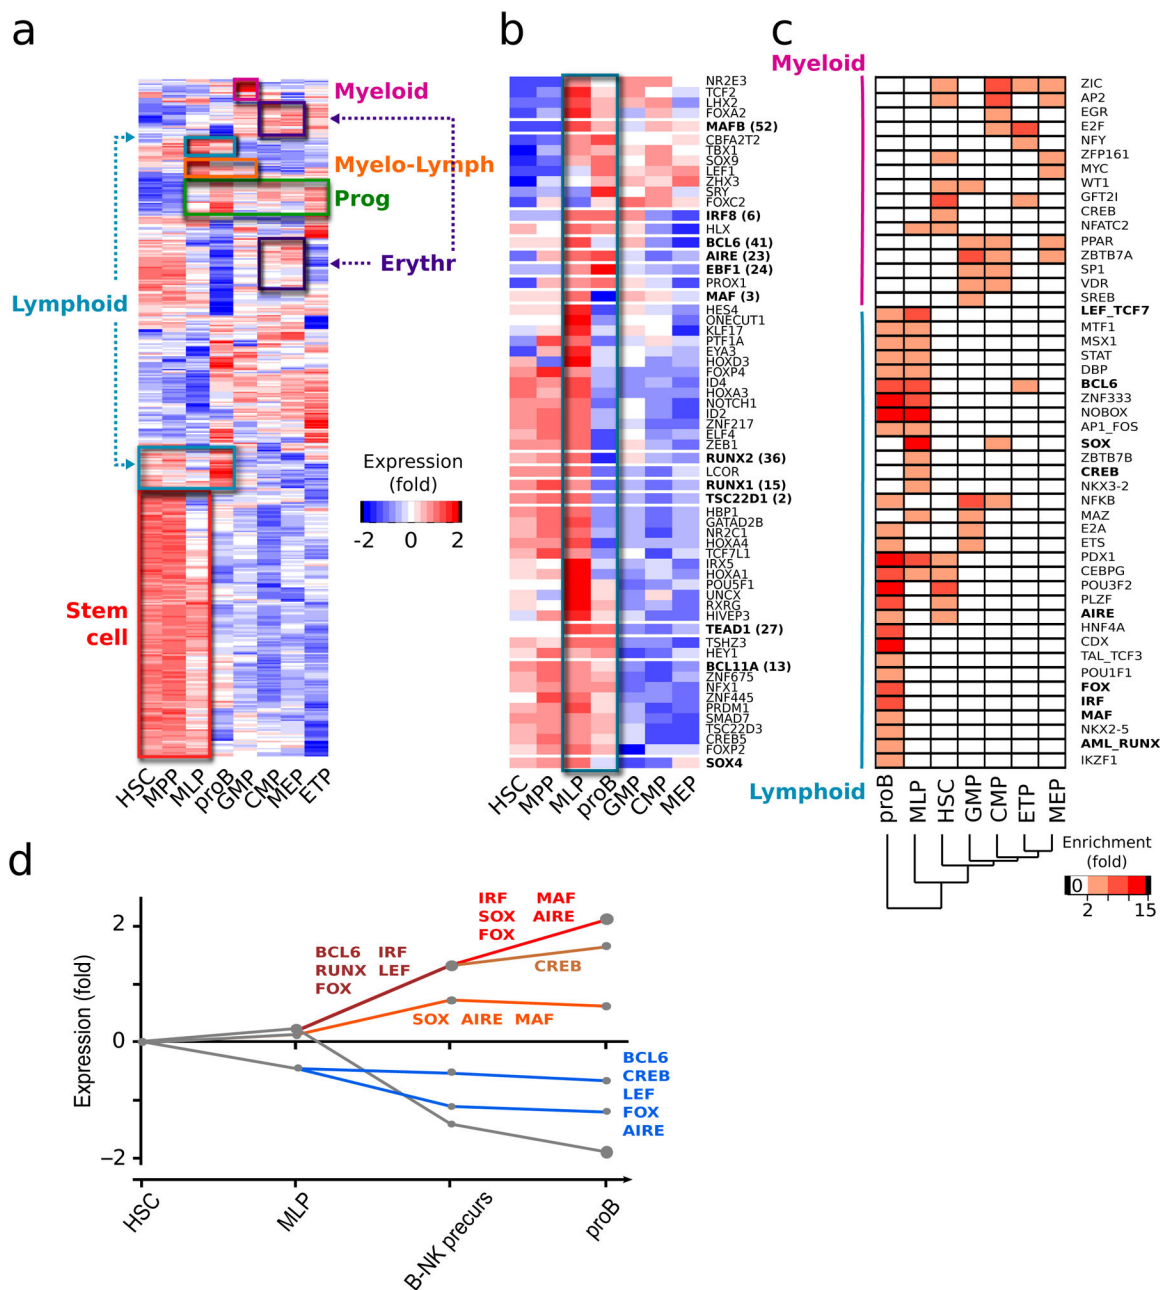 a
Myeloid
Myelo-Lymph
Prog
Erythr
Lymphoid
Stem
cell
Expression
(fold)
-2 0 2
HSC
MPP
MLP
proB
GMP
CMP
MEP
ETP
b
NR2E3
TCF2
LHX2
FOXA2
MAFB (52)
CBFA2T2
TBX1
SOX9
LEF1
ZHX3
SRY
FOXC2
IRF8 (6)
HLX
BCL6 (41)
AIRE (23)
EBF1 (24)
PROX1
MAF (3)
HES4
ONECUT1
KLF17
PTF1A
EYA3
HOXD3
FOXP4
ID4
HOXA3
NOTCH1
ID2
ZNF217
ELF4
ZEB1
RUNX2 (36)
LCOR
RUNX1 (15)
TSC22D1 (2)
HBP1
GATAD2B
NR2C1
HOXA4
TCF7L1
IRX5
HOXA1
POU5F1
UNCX
RXRG
HIVEP3
TEAD1 (27)
TSHZ3
HEY1
BCL11A (13)
ZNF675
NFX1
ZNF445
PRDM1
SMAD7
TSC22D3
CREB5
FOXP2
SOX4
HSC
MPP
MLP
proB
GMP
CMP
MEP
c
Myeloid
ZIC
AP2
EGR
E2F
NFY
ZFP161
MYC
WT1
GFT2I
CREB
NFATC2
PPAR
ZBTB7A
SP1
VDR
SREB
LEF_TCF7
MTF1
MSX1
STAT
DBP
BCL6
ZNF333
NOBOX
AP1_FOS
SOX
ZBTB7B
CREB
NKX3-2
NFKB
MAZ
E2A
ETS
PDX1
CEBPG
POU3F2
PLZF
AIRE
HNF4A
CDX
TAL_TCF3
POU1F1
FOX
IRF
MAF
NKX2-5
AML_RUNX
IKZF1
Lymphoid
proB
MLP
HSC
GMP
CMP
ETP
MEP
Enrichment
(fold)
0
2 15
d
Expression (fold)
2
0
−2
IRF MAF
SOX AIRE
FOX
BCL6 IRF
RUNX LEF
FOX
CREB
SOX AIRE MAF
BCL6
CREB
LEF
FOX
AIRE
HSC
MLP
B-NK precurs
proB